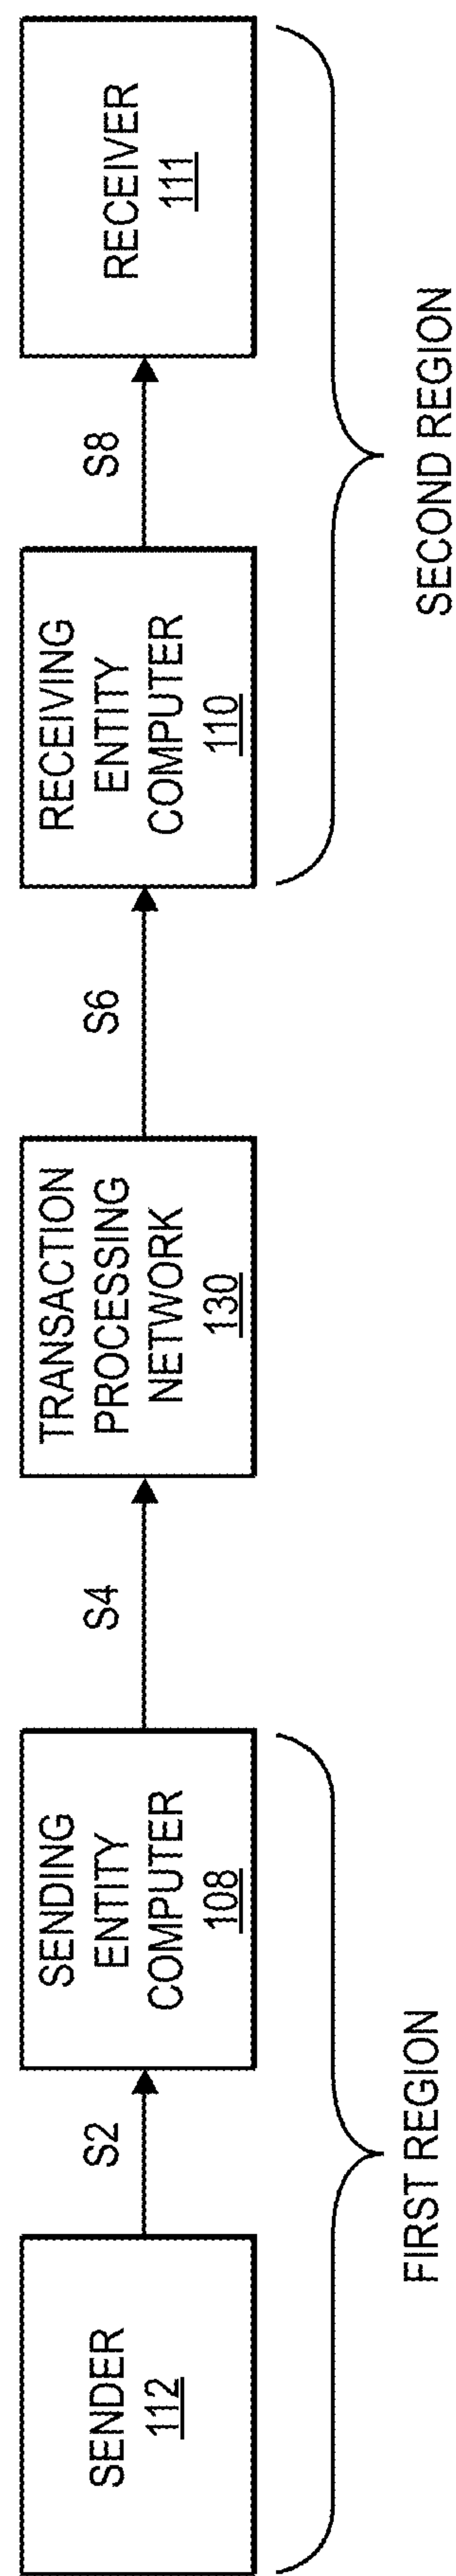 SENDER
112
S2
SENDING
ENTITY
COMPUTER
108
S4
TRANSACTION
PROCESSING
NETWORK
130
S6
RECEIVING
ENTITY
COMPUTER
110
S8
RECEIVER
111
FIRST REGION
SECOND REGION